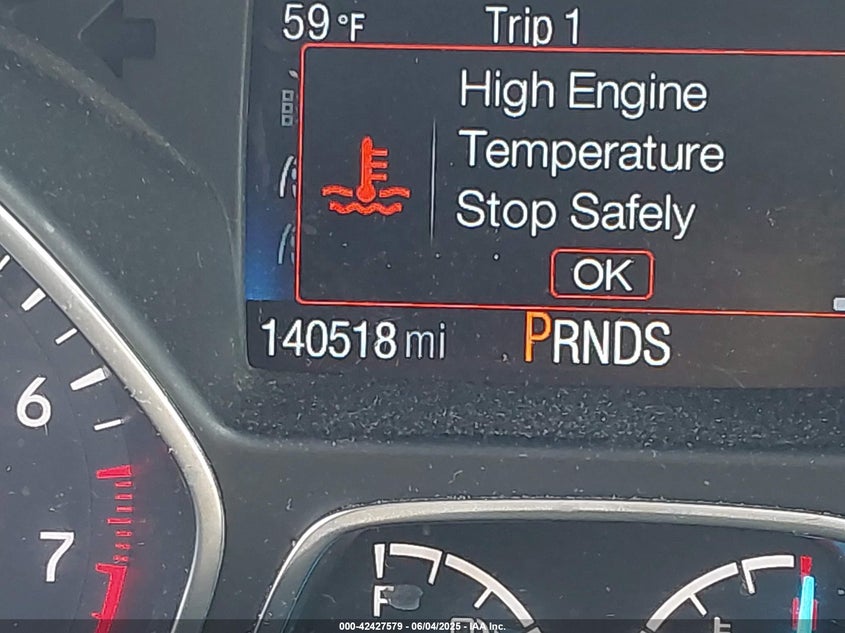 59 °F Trip 1
High Engine
Temperature
Stop Safely
OK
140518 mi PRNDS
6
7
F
000-42427579 - 06/04/2025 - IAA Inc.